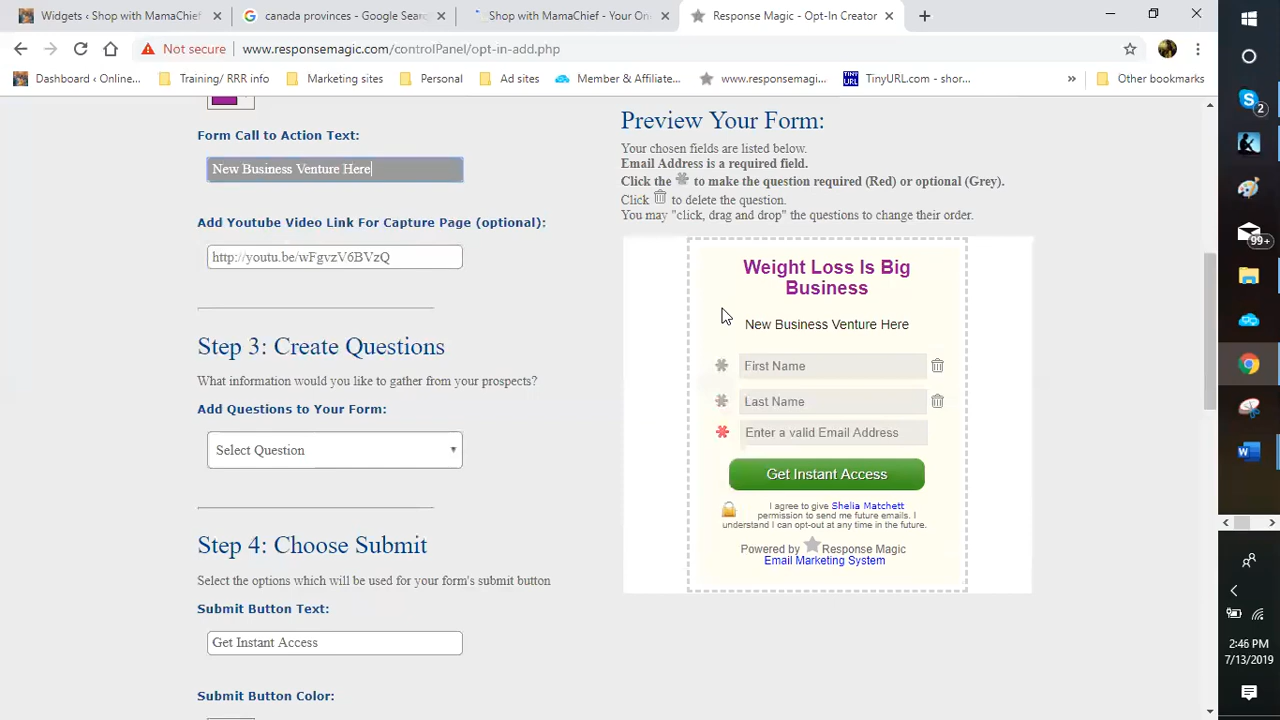 Widgets ‹ Shop with MamaChief
canada provinces - Google Searc
Shop with MamaChief - Your On
Response Magic - Opt-In Creator
Not secure
www.responsemagic.com/controlPanel/opt-in-add.php
Dashboard ‹ Online...
Training/ RRR info
Marketing sites
Personal
Ad sites
Member & Affiliate...
www.responsemagi...
TinyURL.com - shor...
»
Other bookmarks
2
99+
2:46 PM
7/13/2019
Form Call to Action Text:
New Business Venture Here
Add Youtube Video Link For Capture Page (optional):
http://youtu.be/wFgvzV6BVzQ
Step 3: Create Questions
What information would you like to gather from your prospects?
Add Questions to Your Form:
Select Question
Step 4: Choose Submit
Select the options which will be used for your form's submit button
Submit Button Text:
Get Instant Access
Submit Button Color:
Preview Your Form:
Your chosen fields are listed below.
Email Address is a required field.
Click the to make the question required (Red) or optional (Grey).
Click to delete the question.
You may "click, drag and drop" the questions to change their order.
Weight Loss Is Big
Business
New Business Venture Here
First Name
Last Name
Enter a valid Email Address
Get Instant Access
I agree to give Shelia Matchett
permission to send me future emails. I
understand I can opt-out at any time in the future.
Powered by Response Magic
Email Marketing System